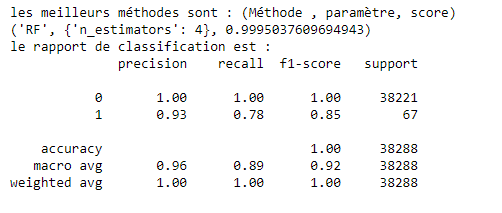 les meilleurs méthodes sont : (Méthode , paramètre, score)
('RF', {'n_estimators': 4}, 0.9995037609694943)
le rapport de classification est :
precision recall f1-score support
0 1.00 1.00 1.00 38221
1 0.93 0.78 0.85 67
accuracy 1.00 38288
macro avg 0.96 0.89 0.92 38288
weighted avg 1.00 1.00 1.00 38288